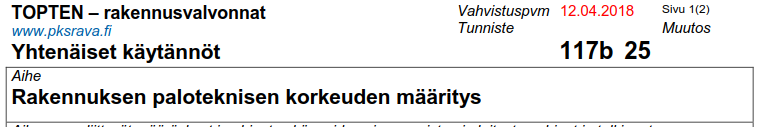 TOPTEN – rakennusvalvonnat Vahvistuspvm 12.04.2018 Sivu 1(2)
www.pksrava.fi Tunniste Muutos
Yhtenäiset käytännöt 117b 25
Aihe
Rakennuksen paloteknisen korkeuden määritys